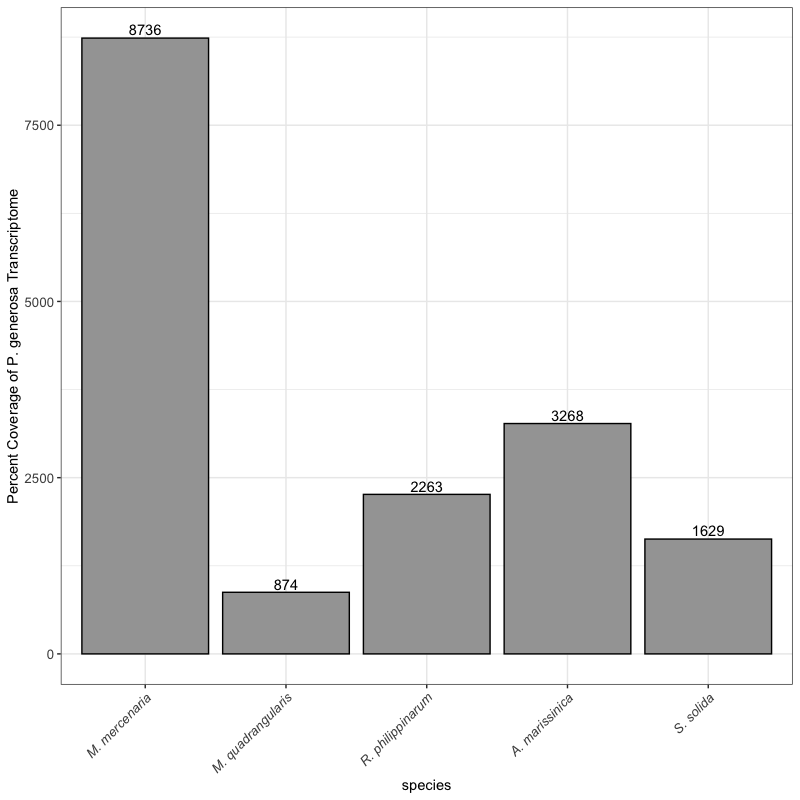 8736
7500
5000
3268
2500
2263
1629
874
0
Percent Coverage of P. generosa Transcriptome
M. mercenaria
M. quadrangularis
R. philippinarum
A. marissinica
S. solida
species